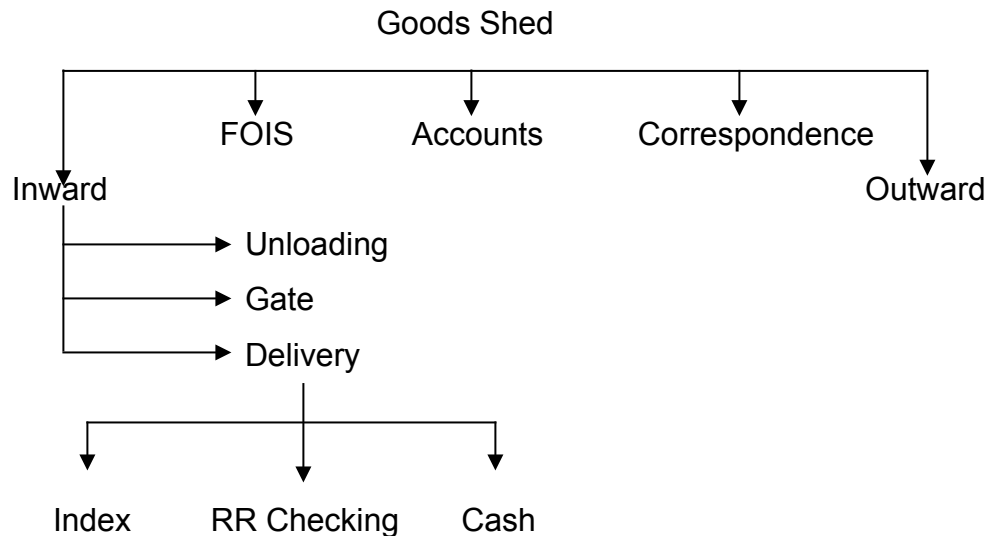 Goods Shed
FOIS Accounts Correspondence
Inward Outward
Unloading
Gate
Delivery
Index RR Checking Cash